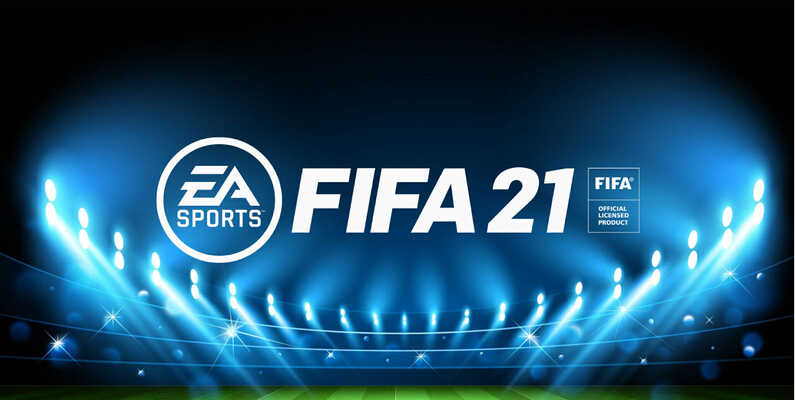 EA
SPORTS
FIFA 21
FIFA®
OFFICIAL
LICENSED
PRODUCT